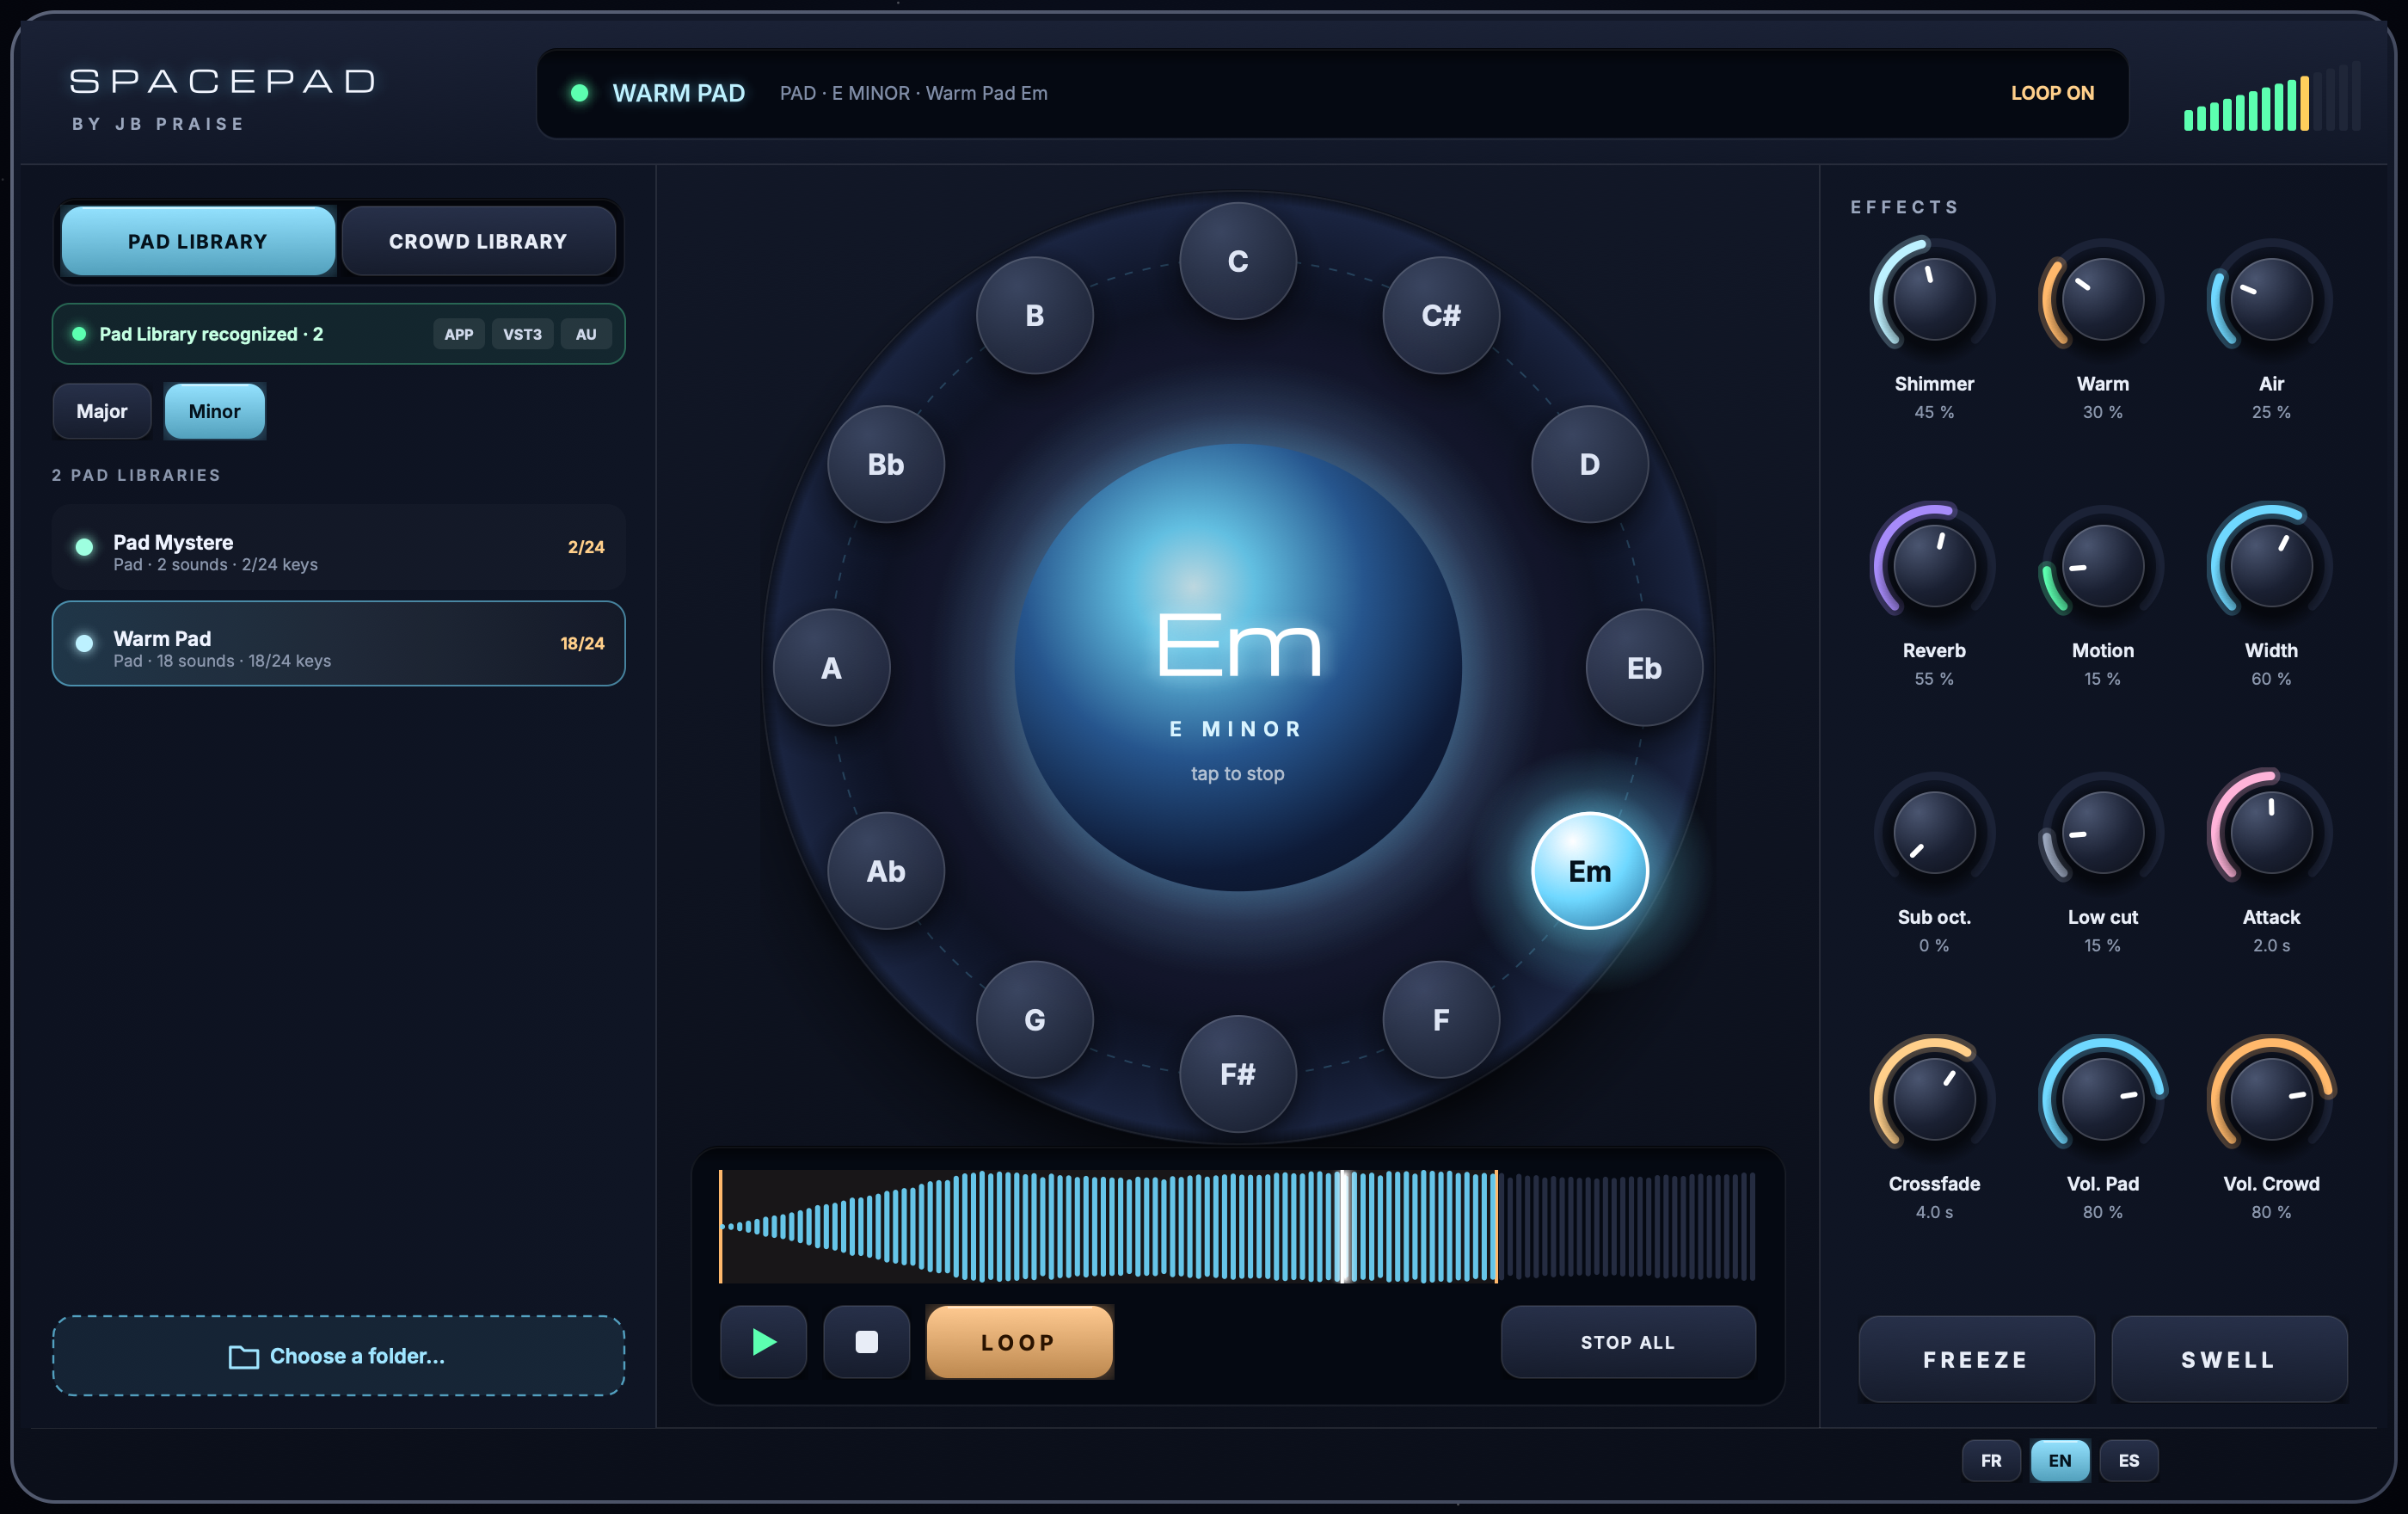 SPACEPAD
BY JB PRAISE
WARM PAD
PAD · E MINOR · Warm Pad Em
LOOP ON
PAD LIBRARY
CROWD LIBRARY
Pad Library recognized · 2
APP
VST3
AU
Major
Minor
2 PAD LIBRARIES
Pad Mystere
Pad · 2 sounds · 2/24 keys
2/24
Warm Pad
Pad · 18 sounds · 18/24 keys
18/24
Choose a folder...
C
C#
D
Eb
Em
F
F#
G
Ab
A
Bb
B
Em
E MINOR
tap to stop
LOOP
STOP ALL
EFFECTS
Shimmer
45 %
Warm
30 %
Air
25 %
Reverb
55 %
Motion
15 %
Width
60 %
Sub oct.
0 %
Low cut
15 %
Attack
2.0 s
Crossfade
4.0 s
Vol. Pad
80 %
Vol. Crowd
80 %
FREEZE
SWELL
FR
EN
ES